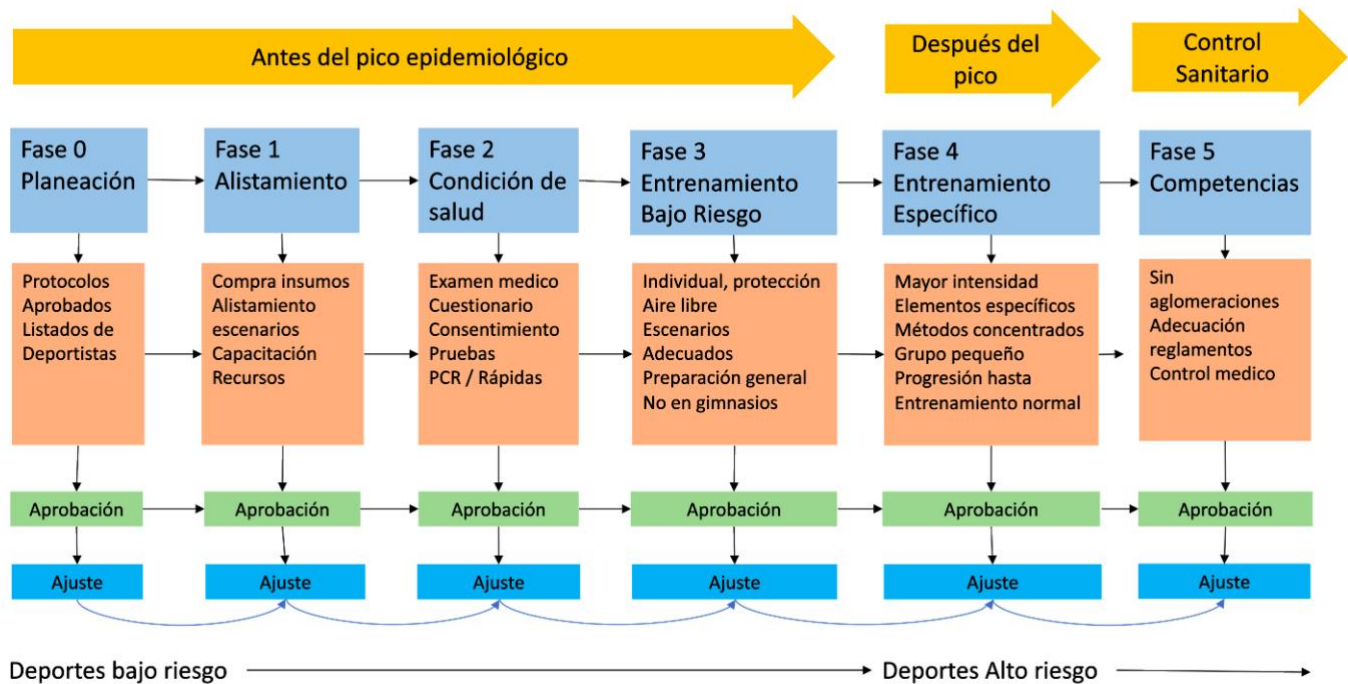 Antes del pico epidemiológico
Después del
pico
Control
Sanitario
Fase 0
Planeación
Fase 1
Alistamiento
Fase 2
Condición de
salud
Fase 3
Entrenamiento
Bajo Riesgo
Fase 4
Entrenamiento
Específico
Fase 5
Competencias
Protocolos
Aprobados
Listados de
Deportistas
Compra insumos
Alistamiento
escenarios
Capacitación
Recursos
Examen medico
Cuestionario
Consentimiento
Pruebas
PCR / Rápidas
Individual, protección
Aire libre
Escenarios
Adecuados
Preparación general
No en gimnasios
Mayor intensidad
Elementos específicos
Métodos concentrados
Grupo pequeño
Progresión hasta
Entrenamiento normal
Sin
aglomeraciones
Adecuación
reglamentos
Control medico
Aprobación
Aprobación
Aprobación
Aprobación
Aprobación
Aprobación
Ajuste
Ajuste
Ajuste
Ajuste
Ajuste
Ajuste
Deportes bajo riesgo
Deportes Alto riesgo